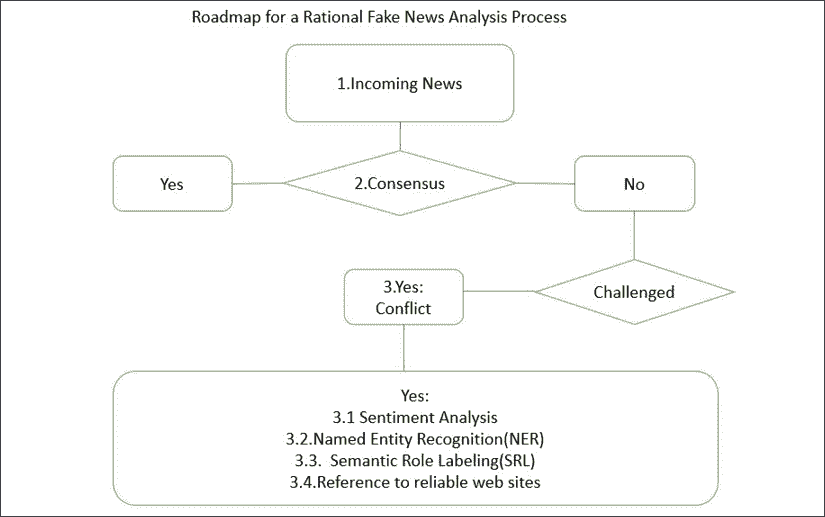 Roadmap for a Rational Fake News Analysis Process
1.Incoming News
Yes
2.Consensus
No
3.Yes:
Conflict
Challenged
Yes:
3.1 Sentiment Analysis
3.2.Named Entity Recognition(NER)
3.3.  Semantic Role Labeling(SRL)
3.4.Reference to reliable web sites